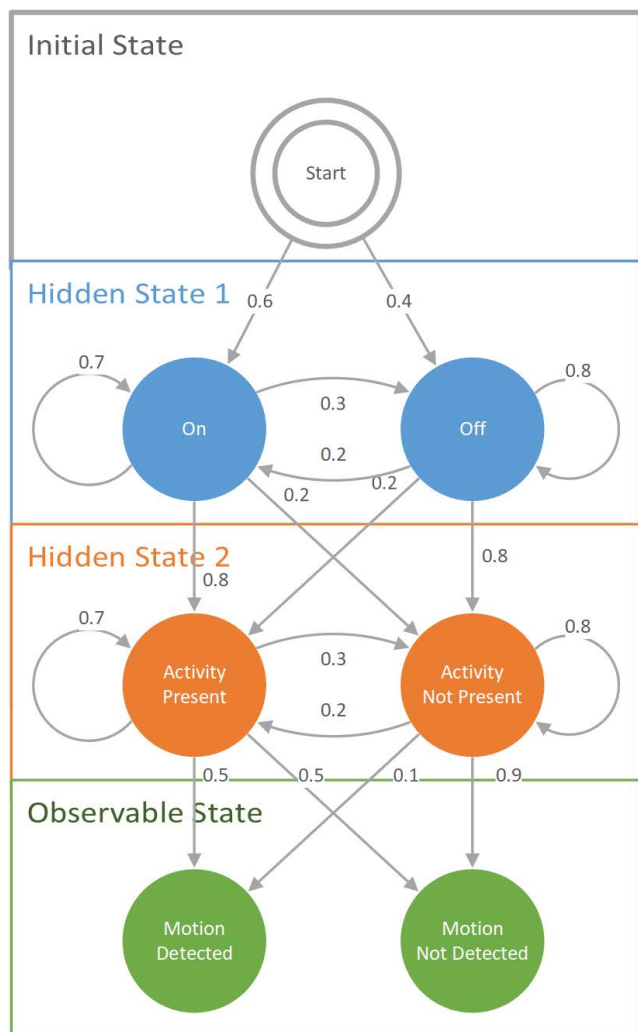 Initial State
Start
0.6
0.4
Hidden State 1
0.7
0.8
0.3
On
Off
0.2
0.2
0.2
Hidden State 2
0.8
0.8
0.7
0.8
0.3
Activity
Present
Activity
Not Present
0.2
0.5
0.5
0.1
0.9
Observable State
Motion
Detected
Motion
Not Detected